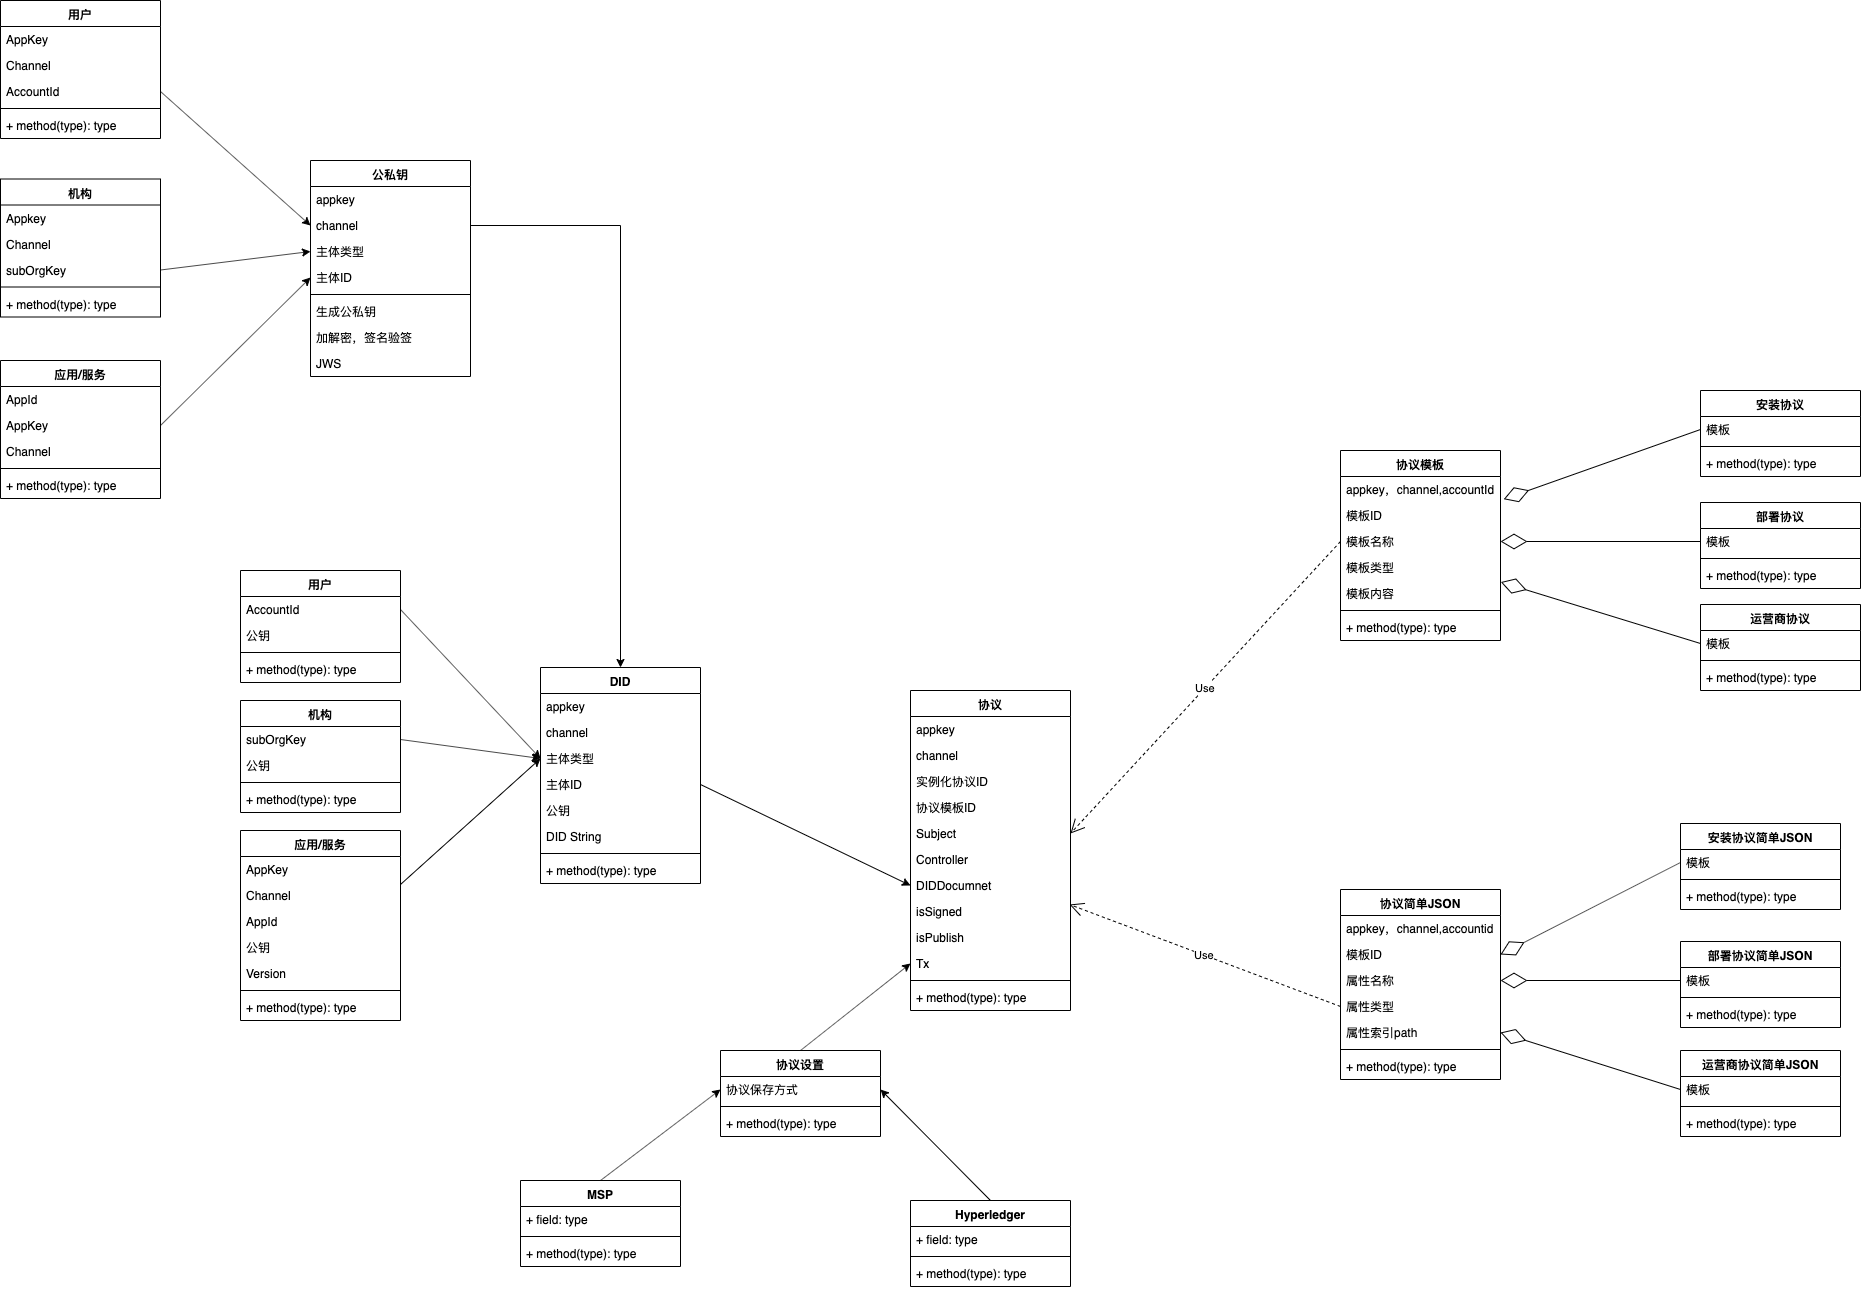 用户
AppKey
Channel
AccountId
+ method(type): type
机构
Appkey
Channel
subOrgKey
+ method(type): type
应用/服务
AppId
AppKey
Channel
+ method(type): type
公私钥
appkey
channel
主体类型
主体ID
生成公私钥
加解密，签名验签
JWS
用户
AccountId
公钥
+ method(type): type
机构
subOrgKey
公钥
+ method(type): type
应用/服务
AppKey
Channel
AppId
公钥
Version
+ method(type): type
DID
appkey
channel
主体类型
主体ID
公钥
DID String
+ method(type): type
协议
appkey
channel
实例化协议ID
协议模板ID
Subject
Controller
DIDDocumnet
isSigned
isPublish
Tx
+ method(type): type
协议设置
协议保存方式
+ method(type): type
MSP
+ field: type
+ method(type): type
Hyperledger
+ field: type
+ method(type): type
Use
Use
协议模板
appkey，channel,accountId
模板ID
模板名称
模板类型
模板内容
+ method(type): type
安装协议
模板
+ method(type): type
部署协议
模板
+ method(type): type
运营商协议
模板
+ method(type): type
协议简单JSON
appkey，channel,accountid
模板ID
属性名称
属性类型
属性索引path
+ method(type): type
安装协议简单JSON
模板
+ method(type): type
部署协议简单JSON
模板
+ method(type): type
运营商协议简单JSON
模板
+ method(type): type